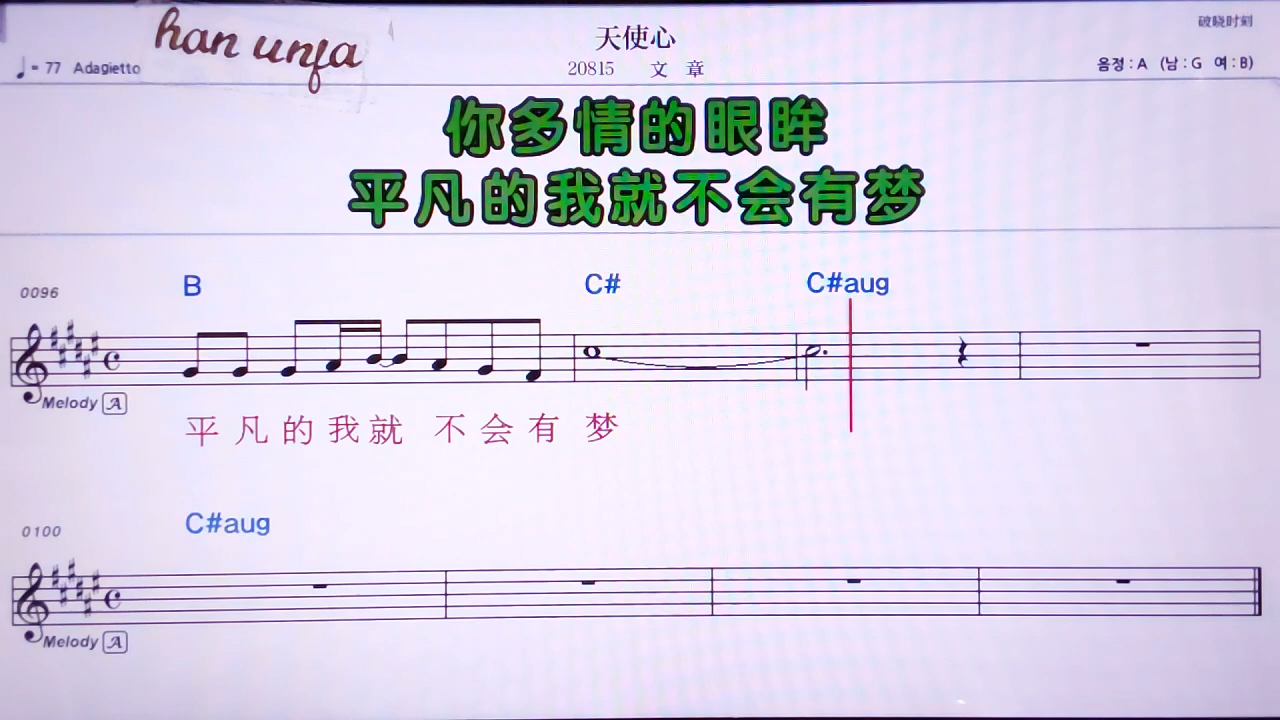 han unfa
天使心
破晓时刻
♩= 77 Adagietto
20815 文 章
음정 : A (남 : G 여 : B)
你多情的眼眸
平凡的我就不会有梦
0096
B C# C#aug
Melody A
平 凡 的 我 就 不 会 有 梦
0100
C#aug
Melody A